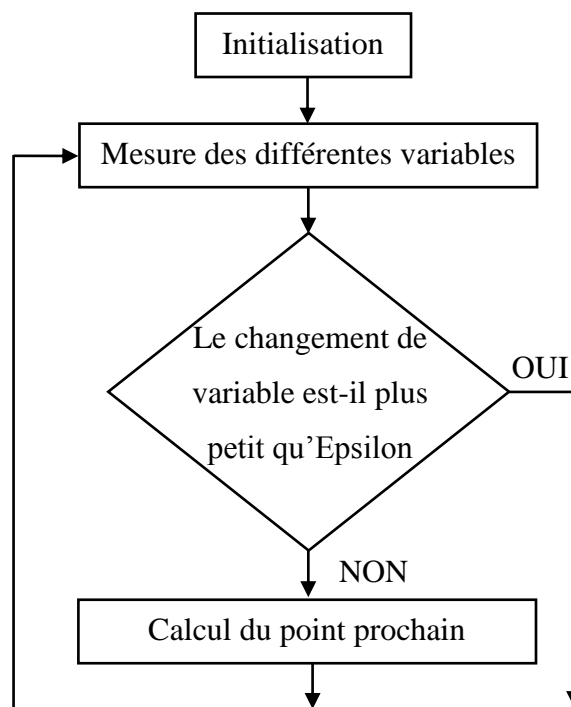 Initialisation
Mesure des différentes variables
Le changement de
variable est-il plus
petit qu’Epsilon
OUI
NON
Calcul du point prochain